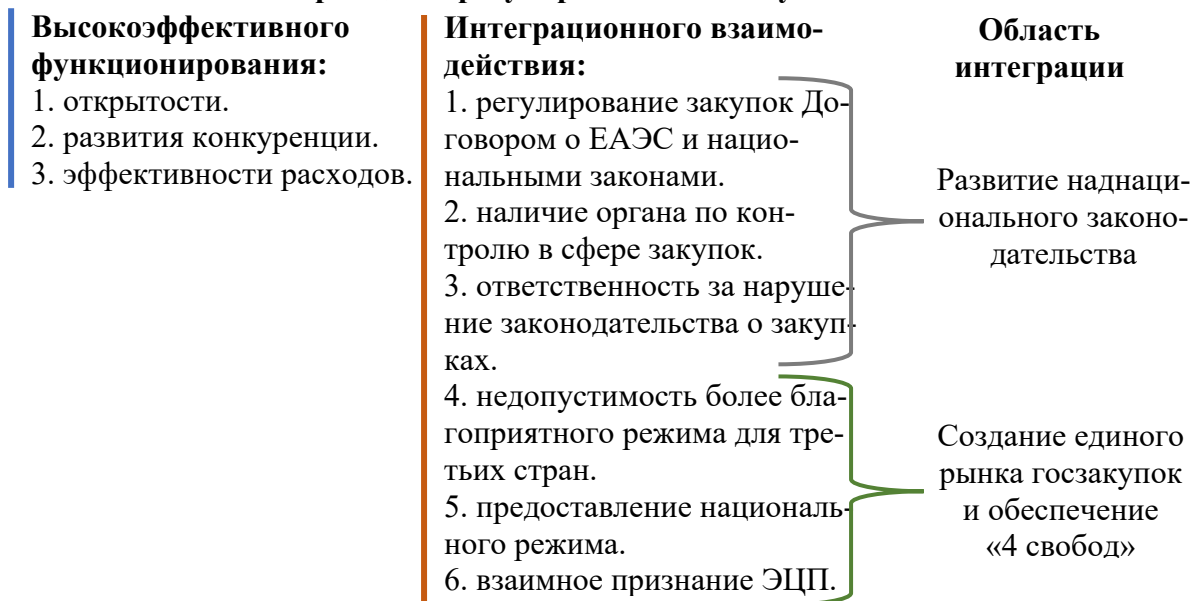 Высокоэффективного
функционирования:
1. открытости.
2. развития конкуренции.
3. эффективности расходов.
Интеграционного взаимо-
действия:
1. регулирование закупок До-
говором о ЕАЭС и нацио-
нальными законами.
2. наличие органа по кон-
тролю в сфере закупок.
3. ответственность за наруше-
ние законодательства о закуп-
ках.
4. недопустимость более бла-
гоприятного режима для тре-
тьих стран.
5. предоставление националь-
ного режима.
6. взаимное признание ЭЦП.
Область
интеграции
Развитие наднаци-
онального законо-
дательства
Создание единого
рынка госзакупок
и обеспечение
«4 свобод»